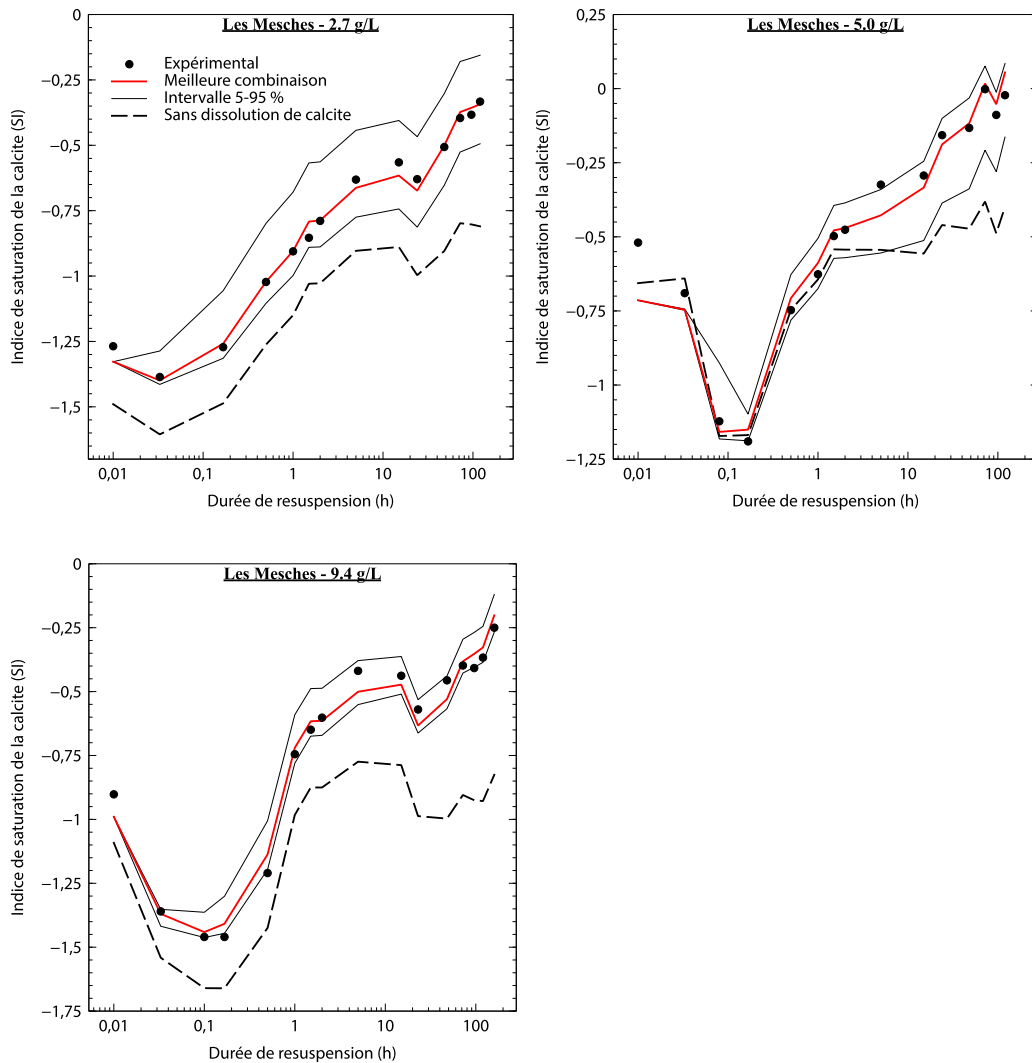 Les Mesches - 2.7 g/L
Expérimental
Meilleure combinaison
Intervalle 5-95 %
Sans dissolution de calcite
0
−0,25
−0,5
−0,75
−1
−1,25
−1,5
Indice de saturation de la calcite (SI)
0,01
0,1
1
10
100
Durée de resuspension (h)
Les Mesches - 5.0 g/L
0,25
0
−0,25
−0,5
−0,75
−1
−1,25
Indice de saturation de la calcite (SI)
0,01
0,1
1
10
100
Durée de resuspension (h)
Les Mesches - 9.4 g/L
0
−0,25
−0,5
−0,75
−1
−1,25
−1,5
−1,75
Indice de saturation de la calcite (SI)
0,01
0,1
1
10
100
Durée de resuspension (h)